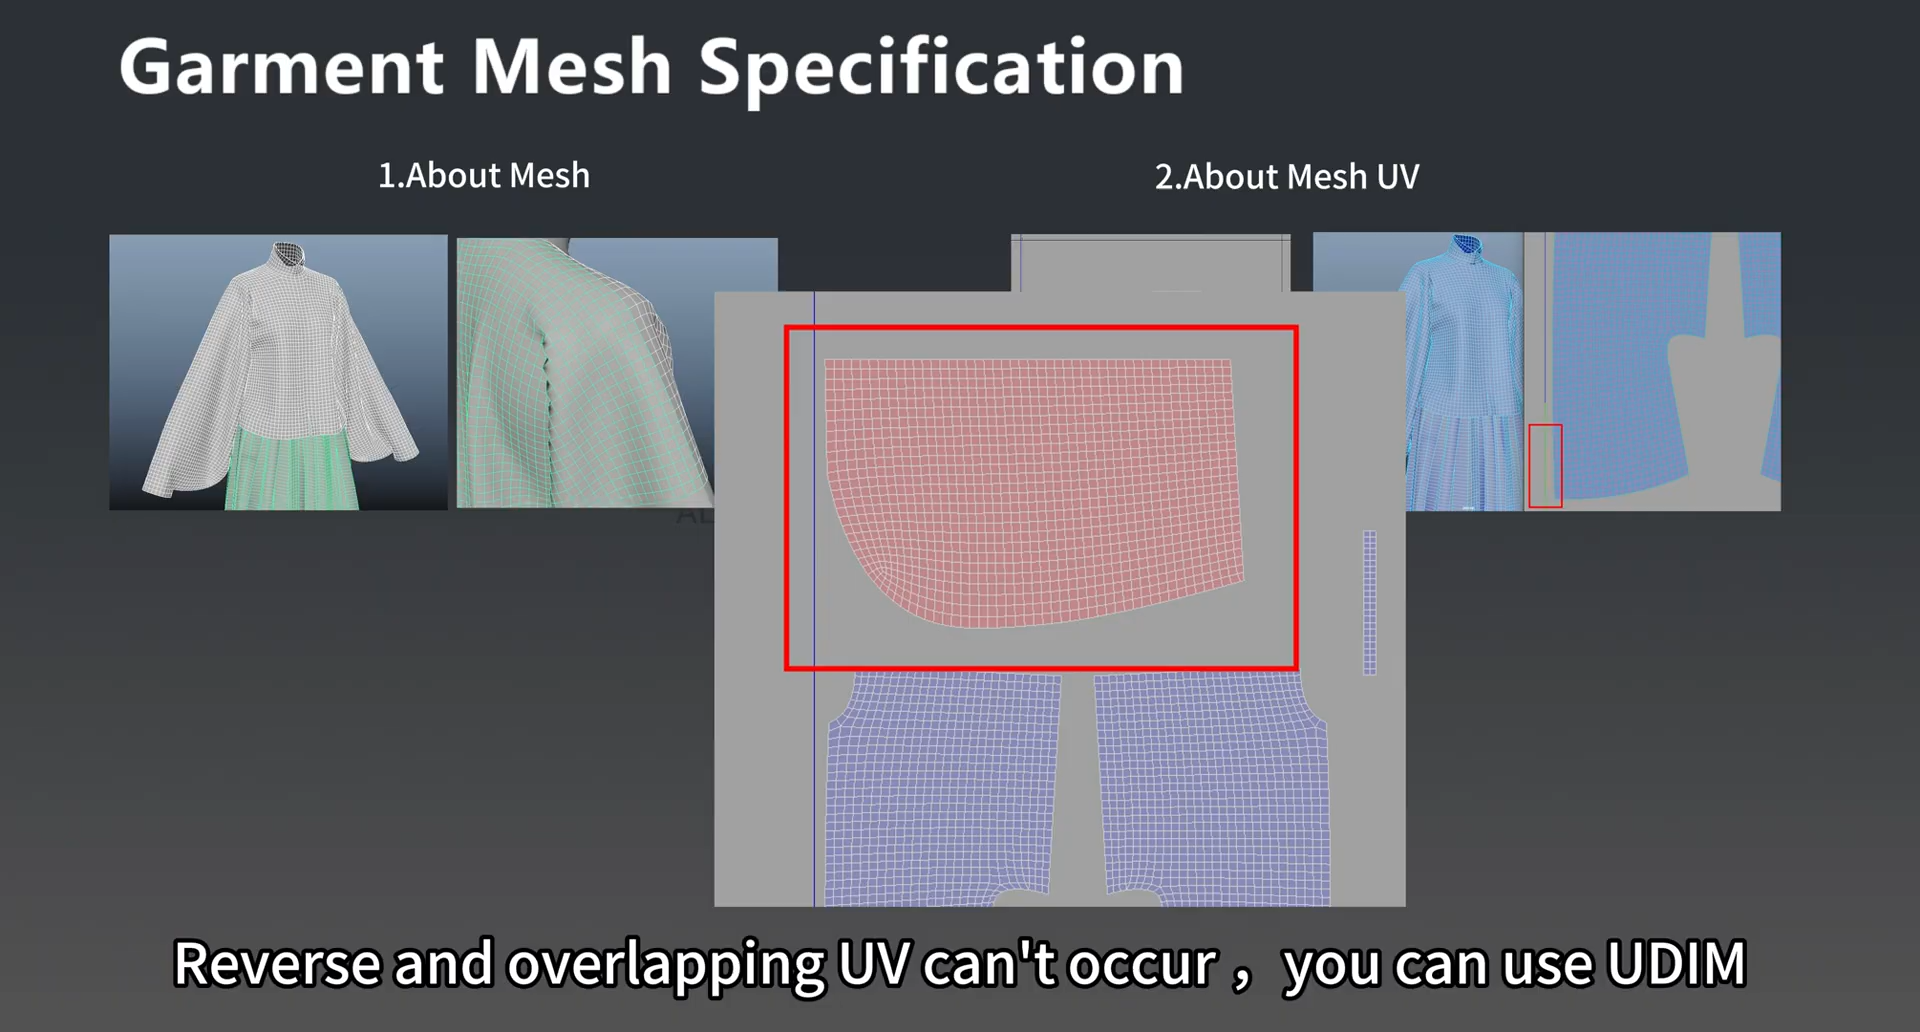 Garment Mesh Specification
1.About Mesh
2.About Mesh UV
Reverse and overlapping UV can't occur，you can use UDIM